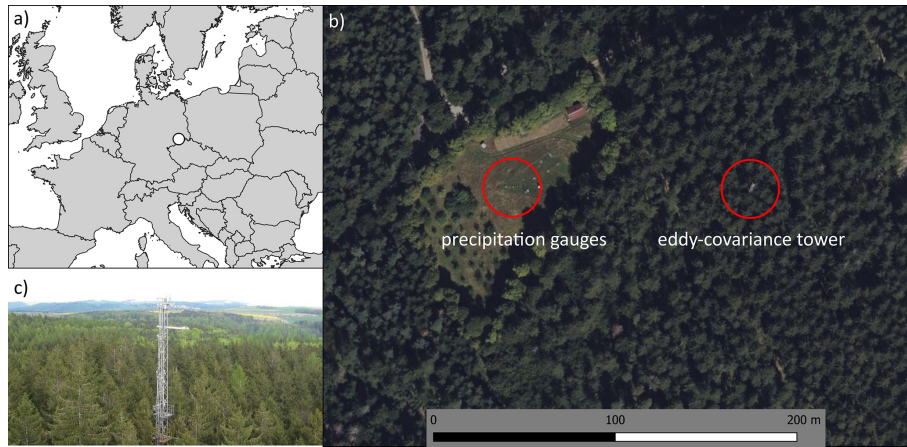 a)
b)
precipitation gauges
eddy-covariance tower
c)
0
100
200 m